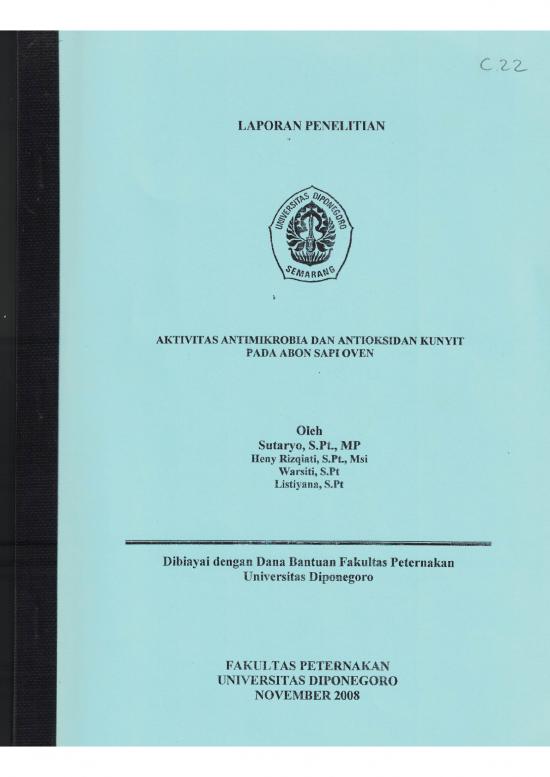 C.22
LAPORAN PENELITIAN
UNIVERSITAS DIPONEGORO
SEMARANG
AKTIVITAS ANTIMIKROBIA DAN ANTIOKSIDAN KUNYIT
PADA ABON SAPI OVEN
Oleh
Sutaryo, S.Pt., MP
Heny Rizqiati, S.Pt., Msi
Warsiti, S.Pt
Listiyana, S.Pt
Dibiayai dengan Dana Bantuan Fakultas Peternakan
Universitas Diponegoro
FAKULTAS PETERNAKAN
UNIVERSITAS DIPONEGORO
NOVEMBER 2008